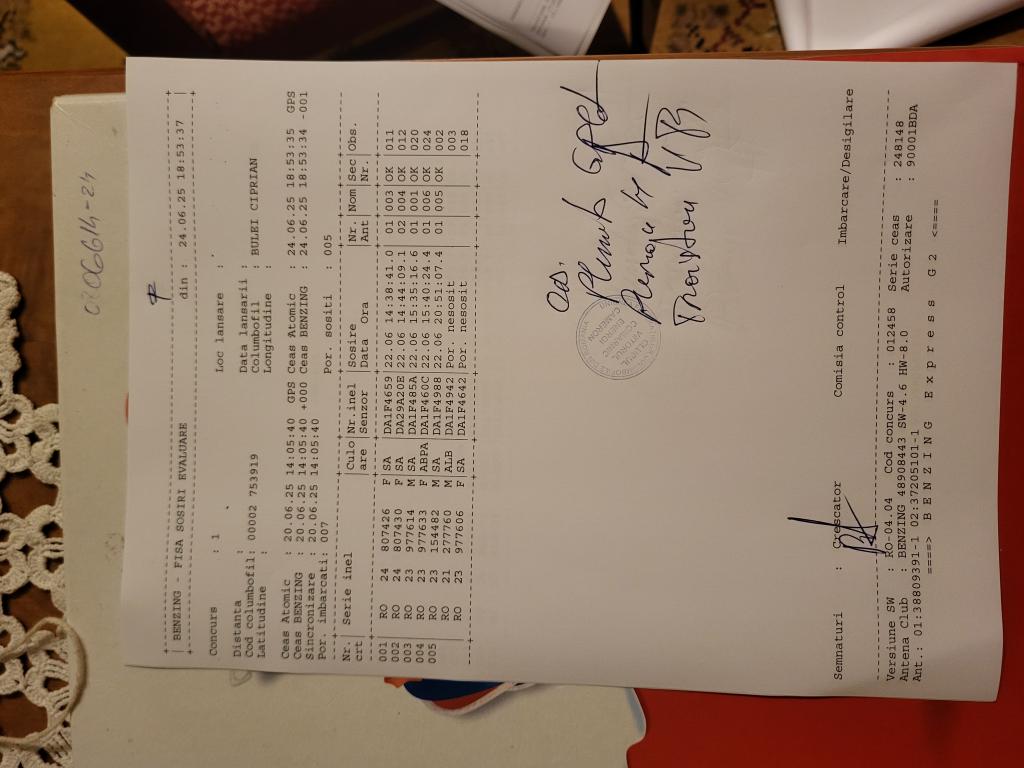 BENZING - FISA SOSIRI EVALUARE din : 24.06.25 18:53:37
Concurs : 1 Loc lansare :
Distanta : Data lansarii :
Cod columbofil: 00002 753919 Columbofil : BULEI CIPRIAN
Latitudine : Longitudine :
Ceas Atomic : 20.06.25 14:05:40 GPS Ceas Atomic : 24.06.25 18:53:35 GPS
Ceas BENZING : 20.06.25 14:05:40 +000 Ceas BENZING : 24.06.25 18:53:34 -001
Sincronizare : 20.06.25 14:05:40
Por. imbarcati: 007 Por. sositi : 005
Nr. Serie inel Culo Nr.inel Sosire Nr. Nom Sec Obs.
crt are Senzor Data Ora Ant Nr.
001 RO 24 807426 F SA DA1F4659 22.06 14:38:41.0 01 003 OK 011
002 RO 24 807430 F SA DA29A20E 22.06 14:44:09.1 02 004 OK 012
003 RO 23 977614 M SA DA1F485A 22.06 15:35:16.6 01 001 OK 020
004 RO 23 977633 F ABPA DA1F460C 22.06 15:40:24.4 01 006 OK 024
005 RO 23 154482 M SA DA1F4988 22.06 20:51:07.4 01 005 OK 002
RO 21 277760 M ALB DA1F4942 Por. nesosit 003
RO 23 977606 F SA DA1F4642 Por. nesosit 018
Semnaturi : Crescator Comisia control Imbarcare/Desigilare
Versiune SW : RO-04.04 Cod concurs : 012458 Serie ceas : 248148
Antena Club : BENZING 48908443 SW-4.6 HW-8.0 Autorizare : 90001BDA
Ant.: 01:38809391-1 02:37205101-1
====> B E N Z I N G E x p r e s s G 2 <====